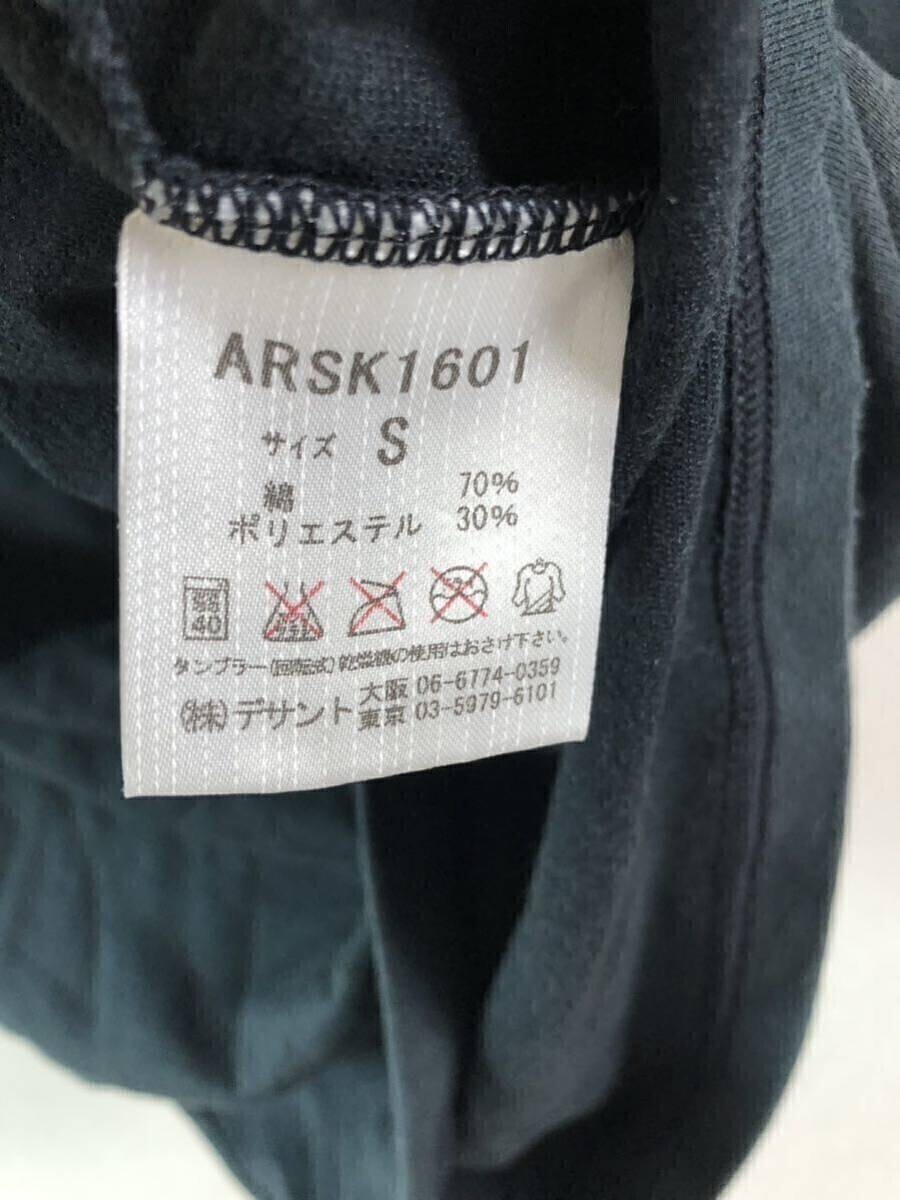 ARSK1601
サイズ S
綿 70%
ポリエステル 30%
40
タンブラー(回転式)乾燥機の使用はおさけ下さい。
(株)デサント 大阪 06-6774-0359
東京 03-5979-6101